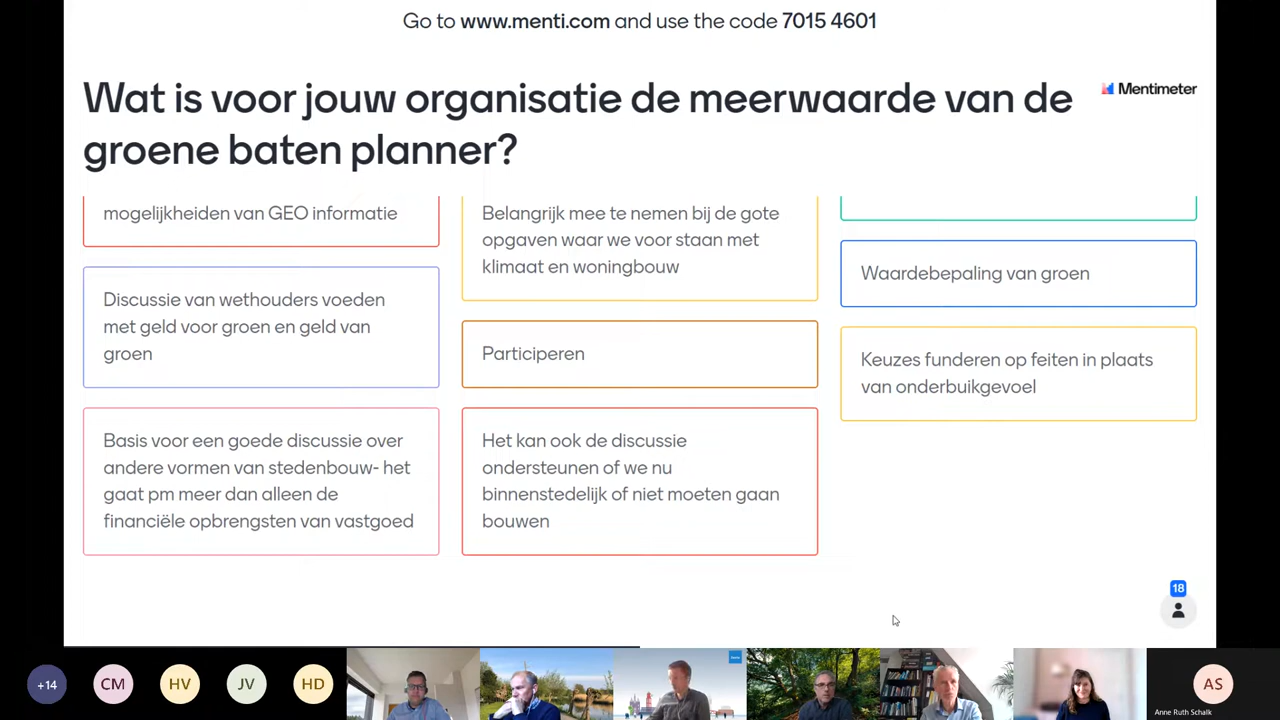 Go to www.menti.com and use the code 7015 4601
Wat is voor jouw organisatie de meerwaarde van de
groene baten planner?
Mentimeter
mogelijkheiden van GEO informatie
Discussie van wethouders voeden
met geld voor groen en geld van
groen
Basis voor een goede discussie over
andere vormen van stedenbouw- het
gaat pm meer dan alleen de
financiële opbrengsten van vastgoed
Belangrijk mee te nemen bij de gote
opgaven waar we voor staan met
klimaat en woningbouw
Participeren
Het kan ook de discussie
ondersteunen of we nu
binnenstedelijk of niet moeten gaan
bouwen
Waardebepaling van groen
Keuzes funderen op feiten in plaats
van onderbuikgevoel
18
+14
CM
HV
JV
HD
AS
Anne Ruth Schalk